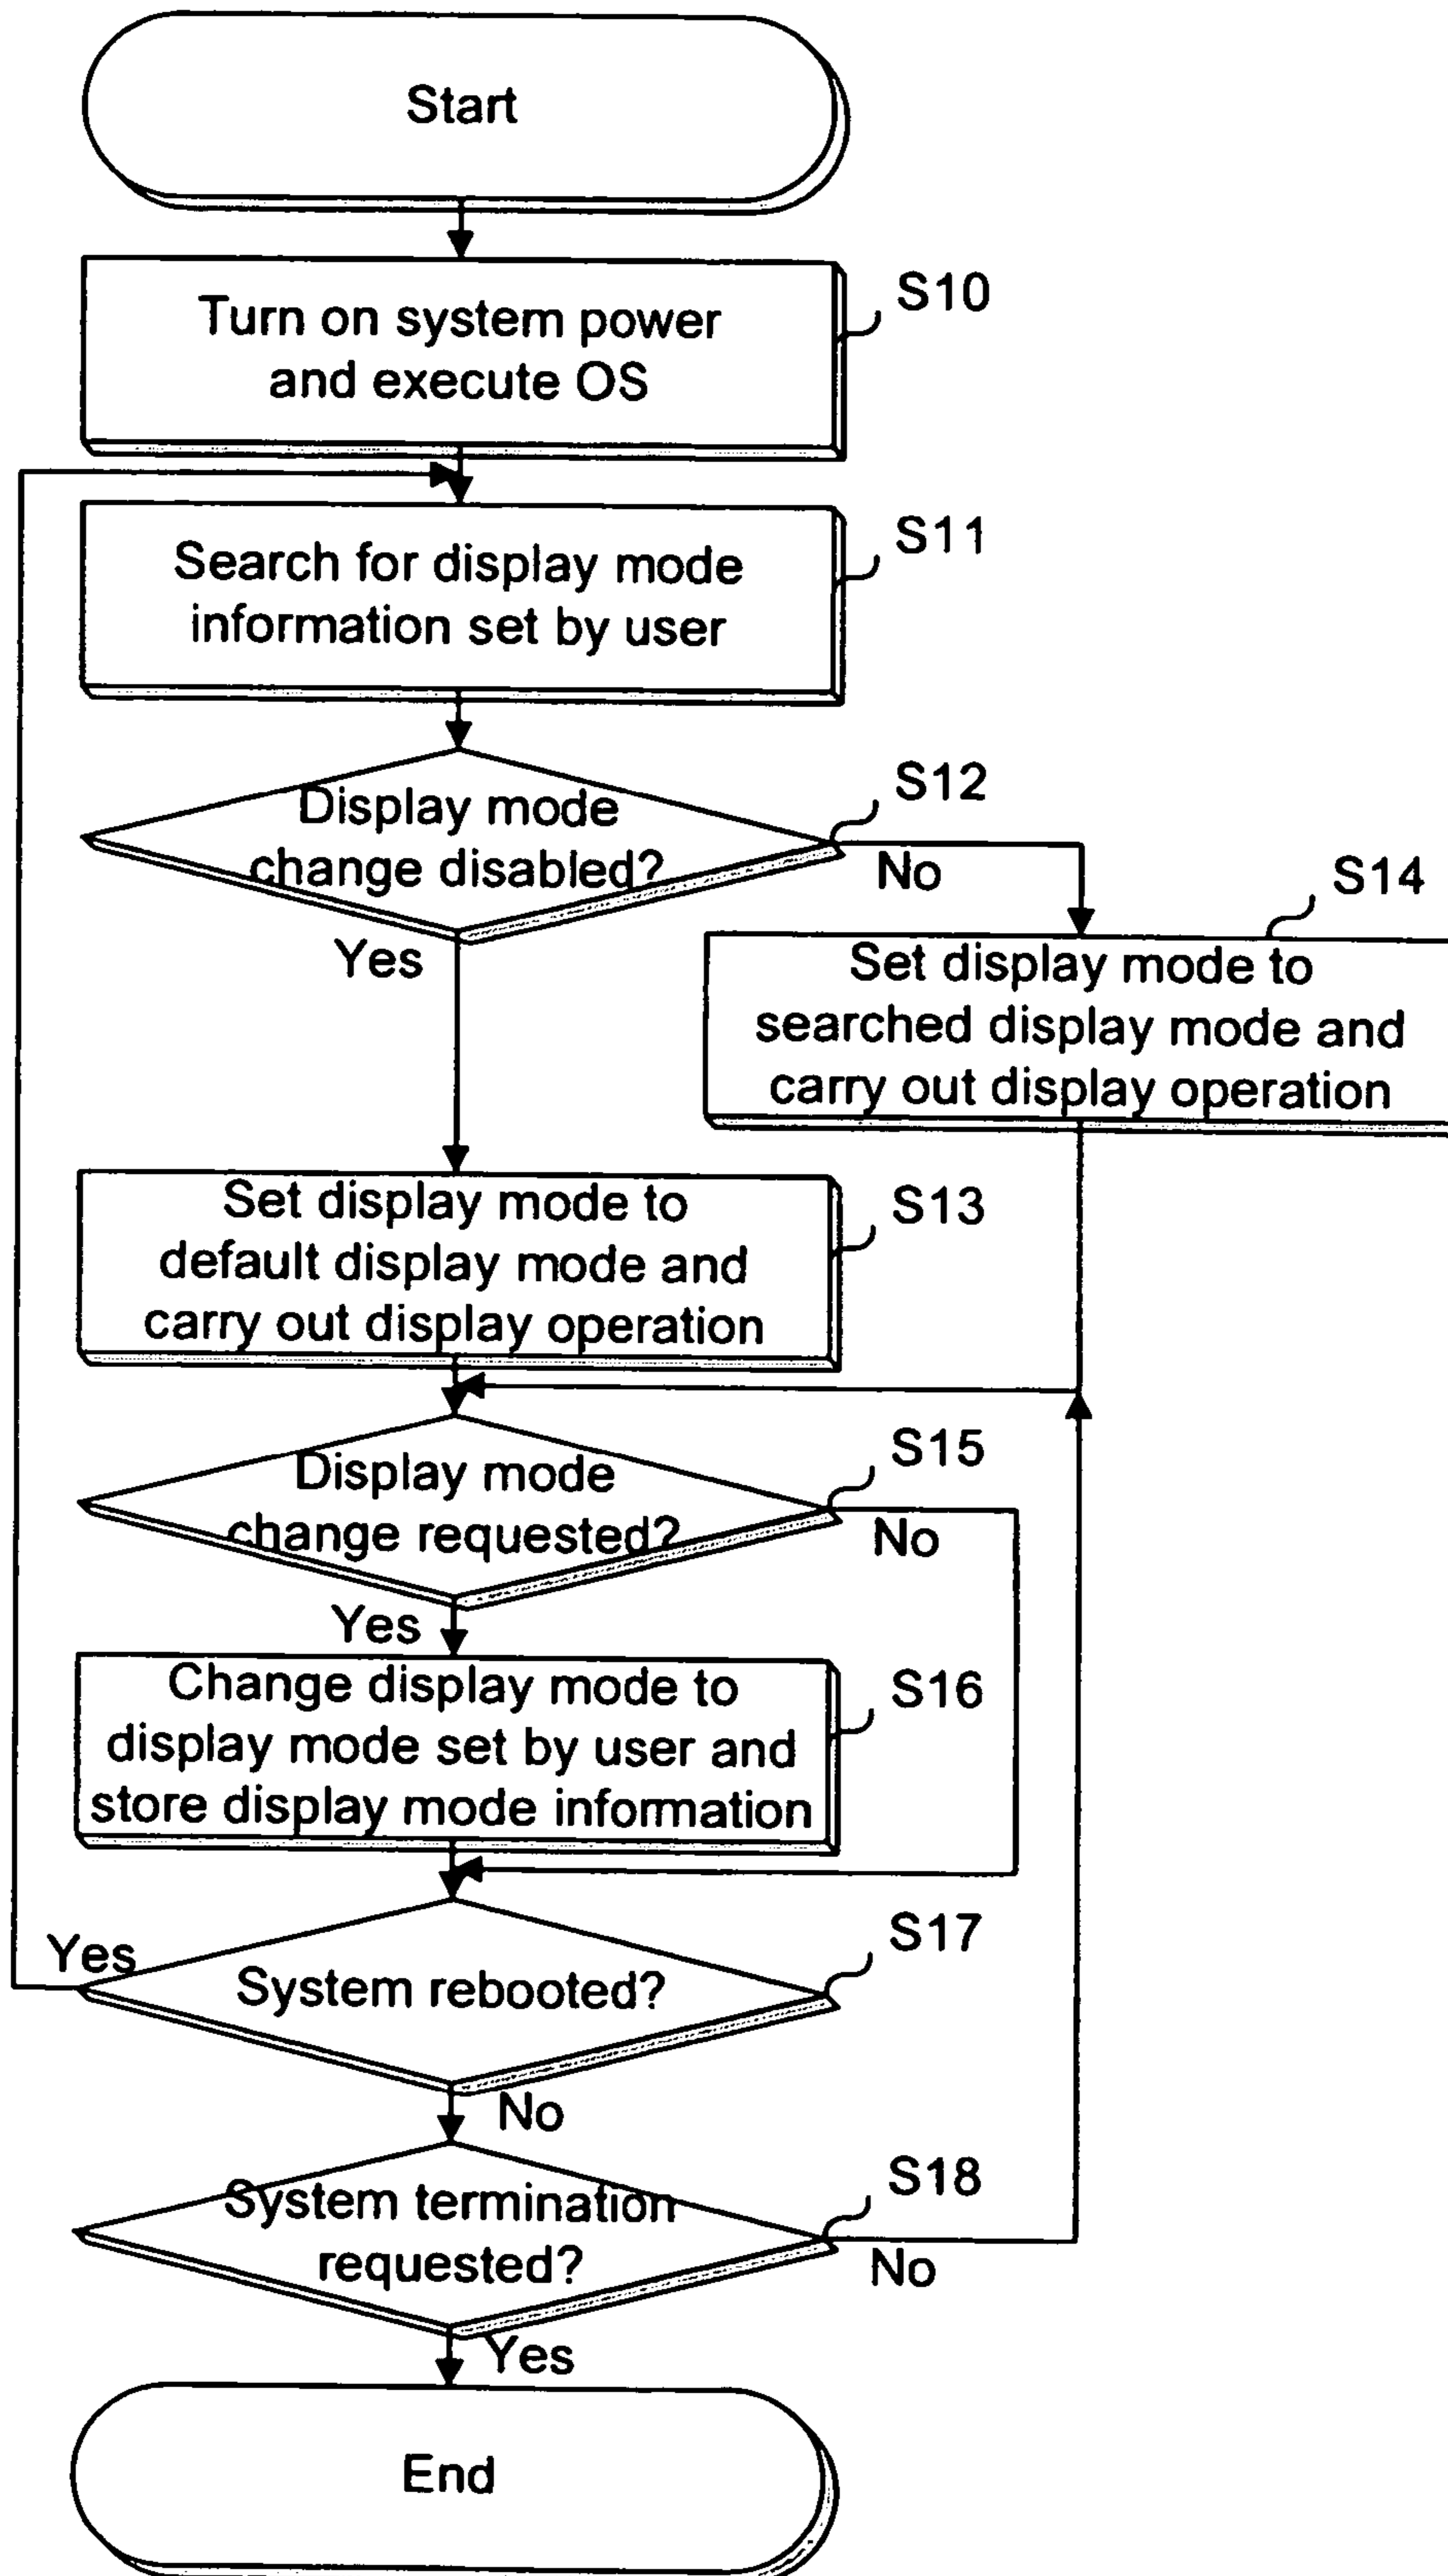 Start
Turn on system power
and execute OS
S10
Search for display mode
information set by user
S11
Display mode
change disabled?
S12
No
Yes
S14
Set display mode to
searched display mode and
carry out display operation
Set display mode to
default display mode and
carry out display operation
S13
Display mode
change requested?
S15
No
Yes
Change display mode to
display mode set by user and
store display mode information
S16
Yes
System rebooted?
S17
No
System termination
requested?
S18
No
Yes
End